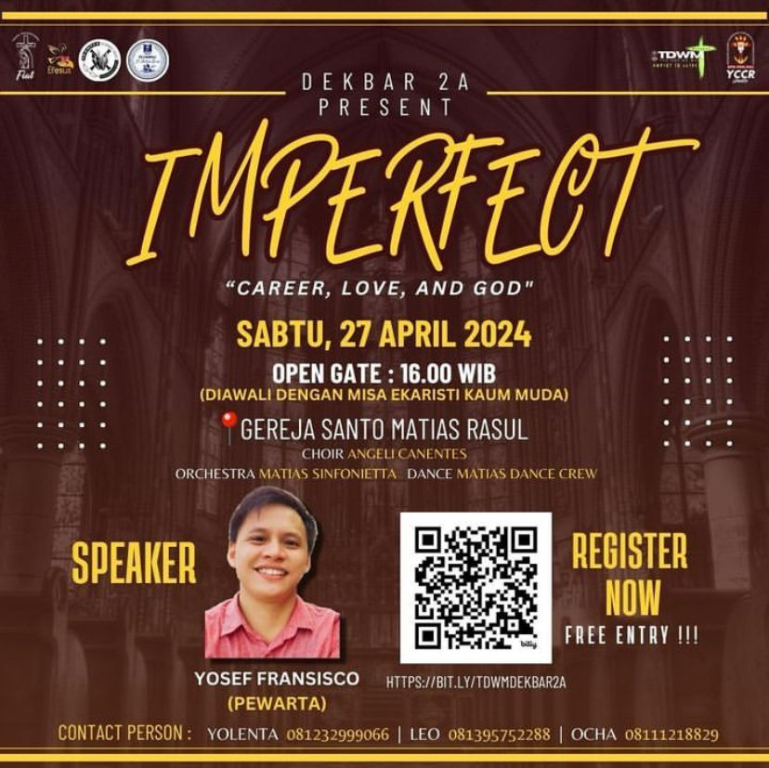 Fiat
Efesus
TDWM
YCCR
DEKBAR 2A
PRESENT
IMPERFECT
“CAREER, LOVE, AND GOD"
SABTU, 27 APRIL 2024
OPEN GATE : 16.00 WIB
(DIAWALI DENGAN MISA EKARISTI KAUM MUDA)
GEREJA SANTO MATIAS RASUL
CHOIR ANGELI CANENTES
ORCHESTRA MATIAS SINFONIETTA DANCE MATIAS DANCE CREW
SPEAKER
REGISTER
NOW
FREE ENTRY !!!
bitly
YOSEF FRANSISCO
(PEWARTA)
HTTPS://BIT.LY/TDWMDEKBAR2A
CONTACT PERSON : YOLENTA 081232999066 | LEO 081395752288 | OCHA 08111218829